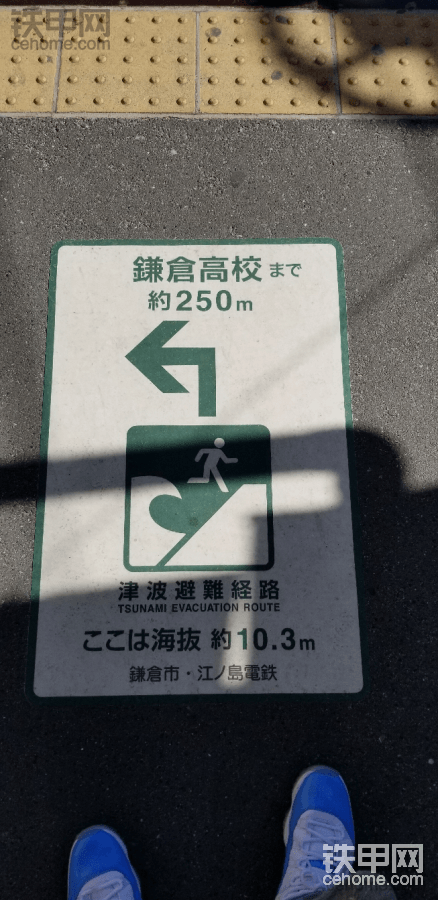 铁甲网
cehome.com
鎌倉高校まで
約250m
津波避難経路
TSUNAMI EVACUATION ROUTE
ここは海抜 約10.3m
鎌倉市・江ノ島電鉄
铁甲网
cehome.com